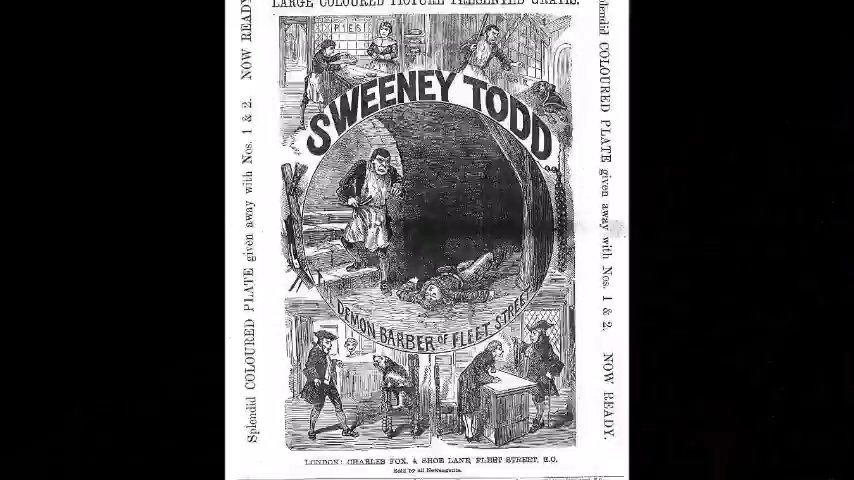 LARGE COLOURED PICTURE PRESENTED GRATIS.
Splendid COLOURED PLATE given away with Nos. 1 & 2. NOW READY
PIES
SWEENEY TODD
DEMON BARBER OF FLEET STREET
Splendid COLOURED PLATE given away with Nos. 1 & 2. NOW READY.
LONDON: CHARLES FOX, 4, SHOE LANE, FLEET STREET, E.C.
Sold by all Newsagents.